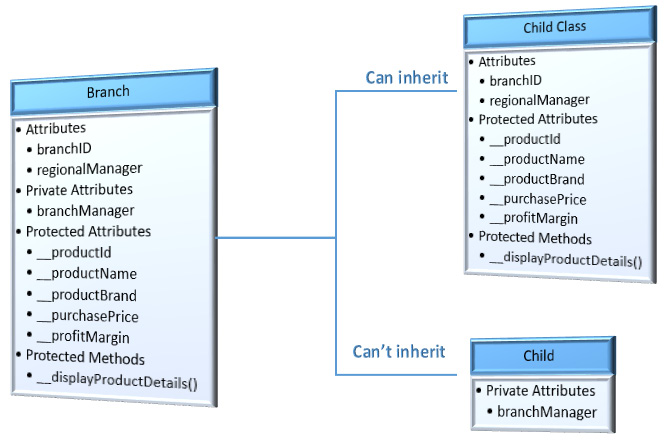 Branch
• Attributes
• branchID
• regionalManager
• Private Attributes
• branchManager
• Protected Attributes
• __productId
• __productName
• __productBrand
• __purchasePrice
• __profitMargin
• Protected Methods
• __displayProductDetails()
Can inherit
Can't inherit
Child Class
• Attributes
• branchID
• regionalManager
• Protected Attributes
• __productId
• __productName
• __productBrand
• __purchasePrice
• __profitMargin
• Protected Methods
• __displayProductDetails()
Child
• Private Attributes
• branchManager